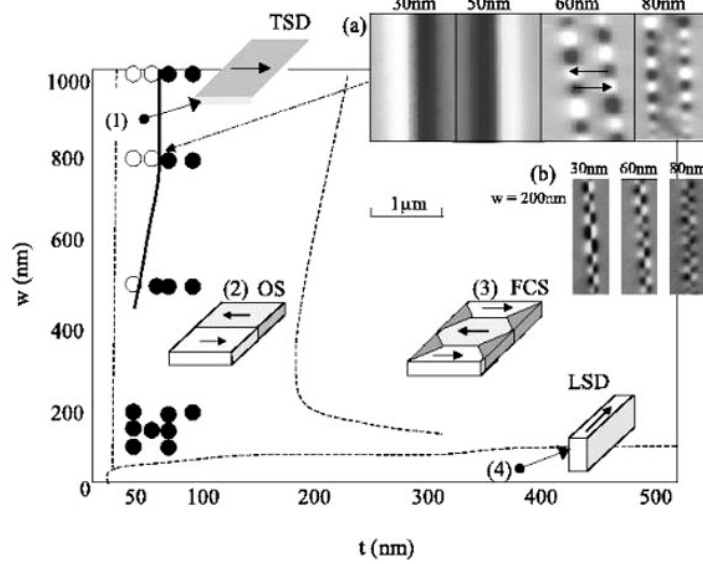 TSD
(a)
30nm 50nm 60nm 80nm
1000
(1)
800
(b)
30nm 60nm 80nm
w = 200nm
1µm
600
w (nm)
(2) OS
(3) FCS
400
LSD
200
(4)
0
50 100 200 300 400 500
t (nm)